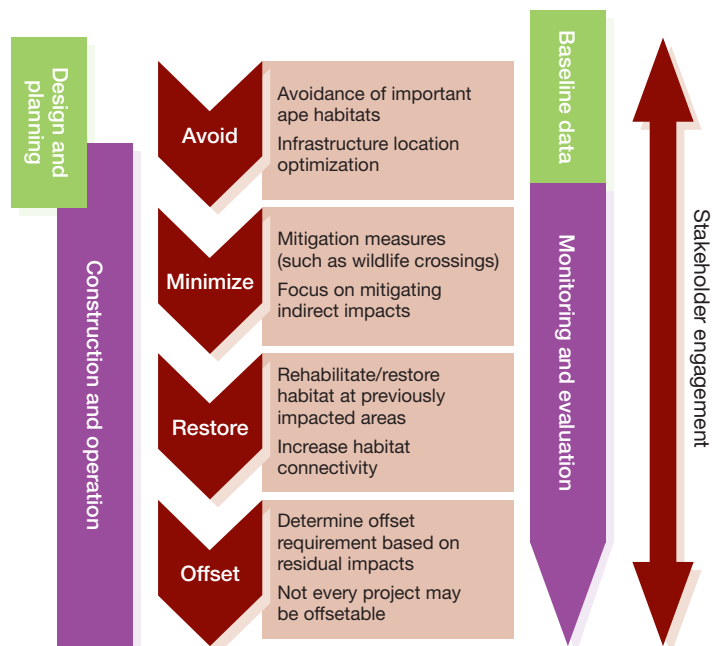 Design and
planning
Construction and operation
Avoid
Avoidance of important
ape habitats
Infrastructure location
optimization
Minimize
Mitigation measures
(such as wildlife crossings)
Focus on mitigating
indirect impacts
Restore
Rehabilitate/restore
habitat at previously
impacted areas
Increase habitat
connectivity
Offset
Determine offset
requirement based on
residual impacts
Not every project may
be offsetable
Baseline data
Monitoring and evaluation
Stakeholder engagement